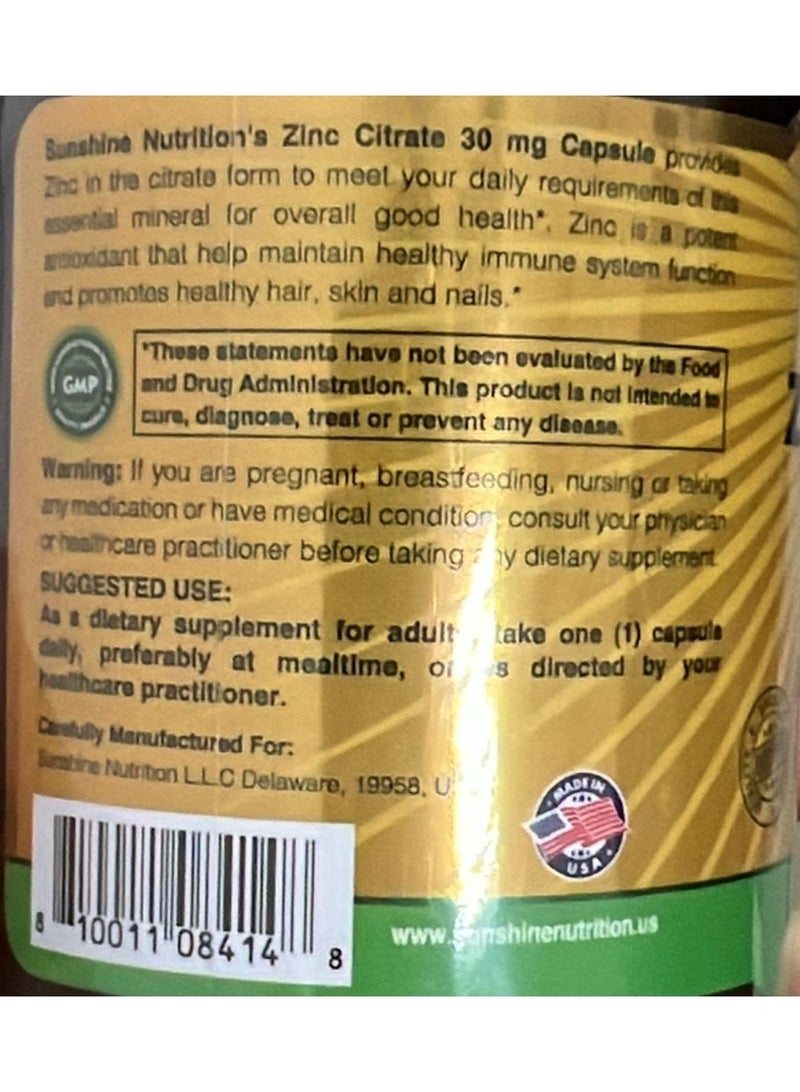 Sunshine Nutrition's Zinc Citrate 30 mg Capsule provides
Zinc in the citrate form to meet your daily requirements of this
essential mineral for overall good health*. Zinc is a potent
antioxidant that help maintain healthy immune system function
and promotes healthy hair, skin and nails.*
GMP
*These statements have not been evaluated by the Food
and Drug Administration. This product is not intended to
cure, diagnose, treat or prevent any disease.
Warning: If you are pregnant, breastfeeding, nursing or taking
any medication or have medical condition, consult your physician
or healthcare practitioner before taking any dietary supplement.
SUGGESTED USE:
As a dietary supplement for adult take one (1) capsule
daily, preferably at mealtime, or as directed by your
healthcare practitioner.
Carefully Manufactured For:
Sunshine Nutrition L.L.C Delaware, 19958, U
MADE IN
USA
8 10011 08414 8
www.sunshinenutrition.us